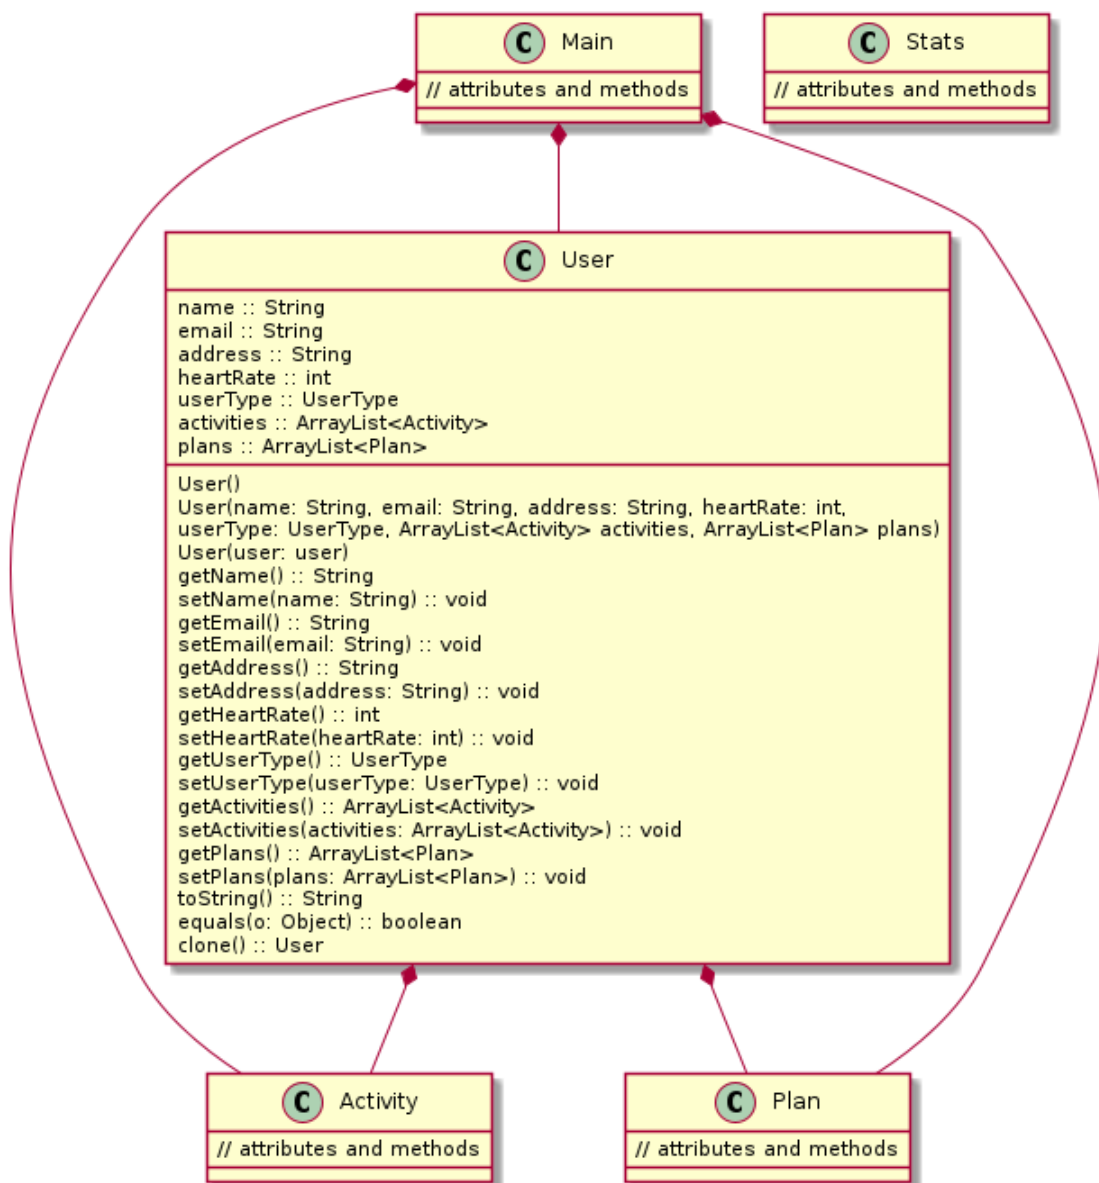 C Main
// attributes and methods
C Stats
// attributes and methods
C User
name :: String
email :: String
address :: String
heartRate :: int
userType :: UserType
activities :: ArrayList<Activity>
plans :: ArrayList<Plan>
User()
User(name: String, email: String, address: String, heartRate: int,
userType: UserType, ArrayList<Activity> activities, ArrayList<Plan> plans)
User(user: user)
getName() :: String
setName(name: String) :: void
getEmail() :: String
setEmail(email: String) :: void
getAddress() :: String
setAddress(address: String) :: void
getHeartRate() :: int
setHeartRate(heartRate: int) :: void
getUserType() :: UserType
setUserType(userType: UserType) :: void
getActivities() :: ArrayList<Activity>
setActivities(activities: ArrayList<Activity>) :: void
getPlans() :: ArrayList<Plan>
setPlans(plans: ArrayList<Plan>) :: void
toString() :: String
equals(o: Object) :: boolean
clone() :: User
C Activity
// attributes and methods
C Plan
// attributes and methods